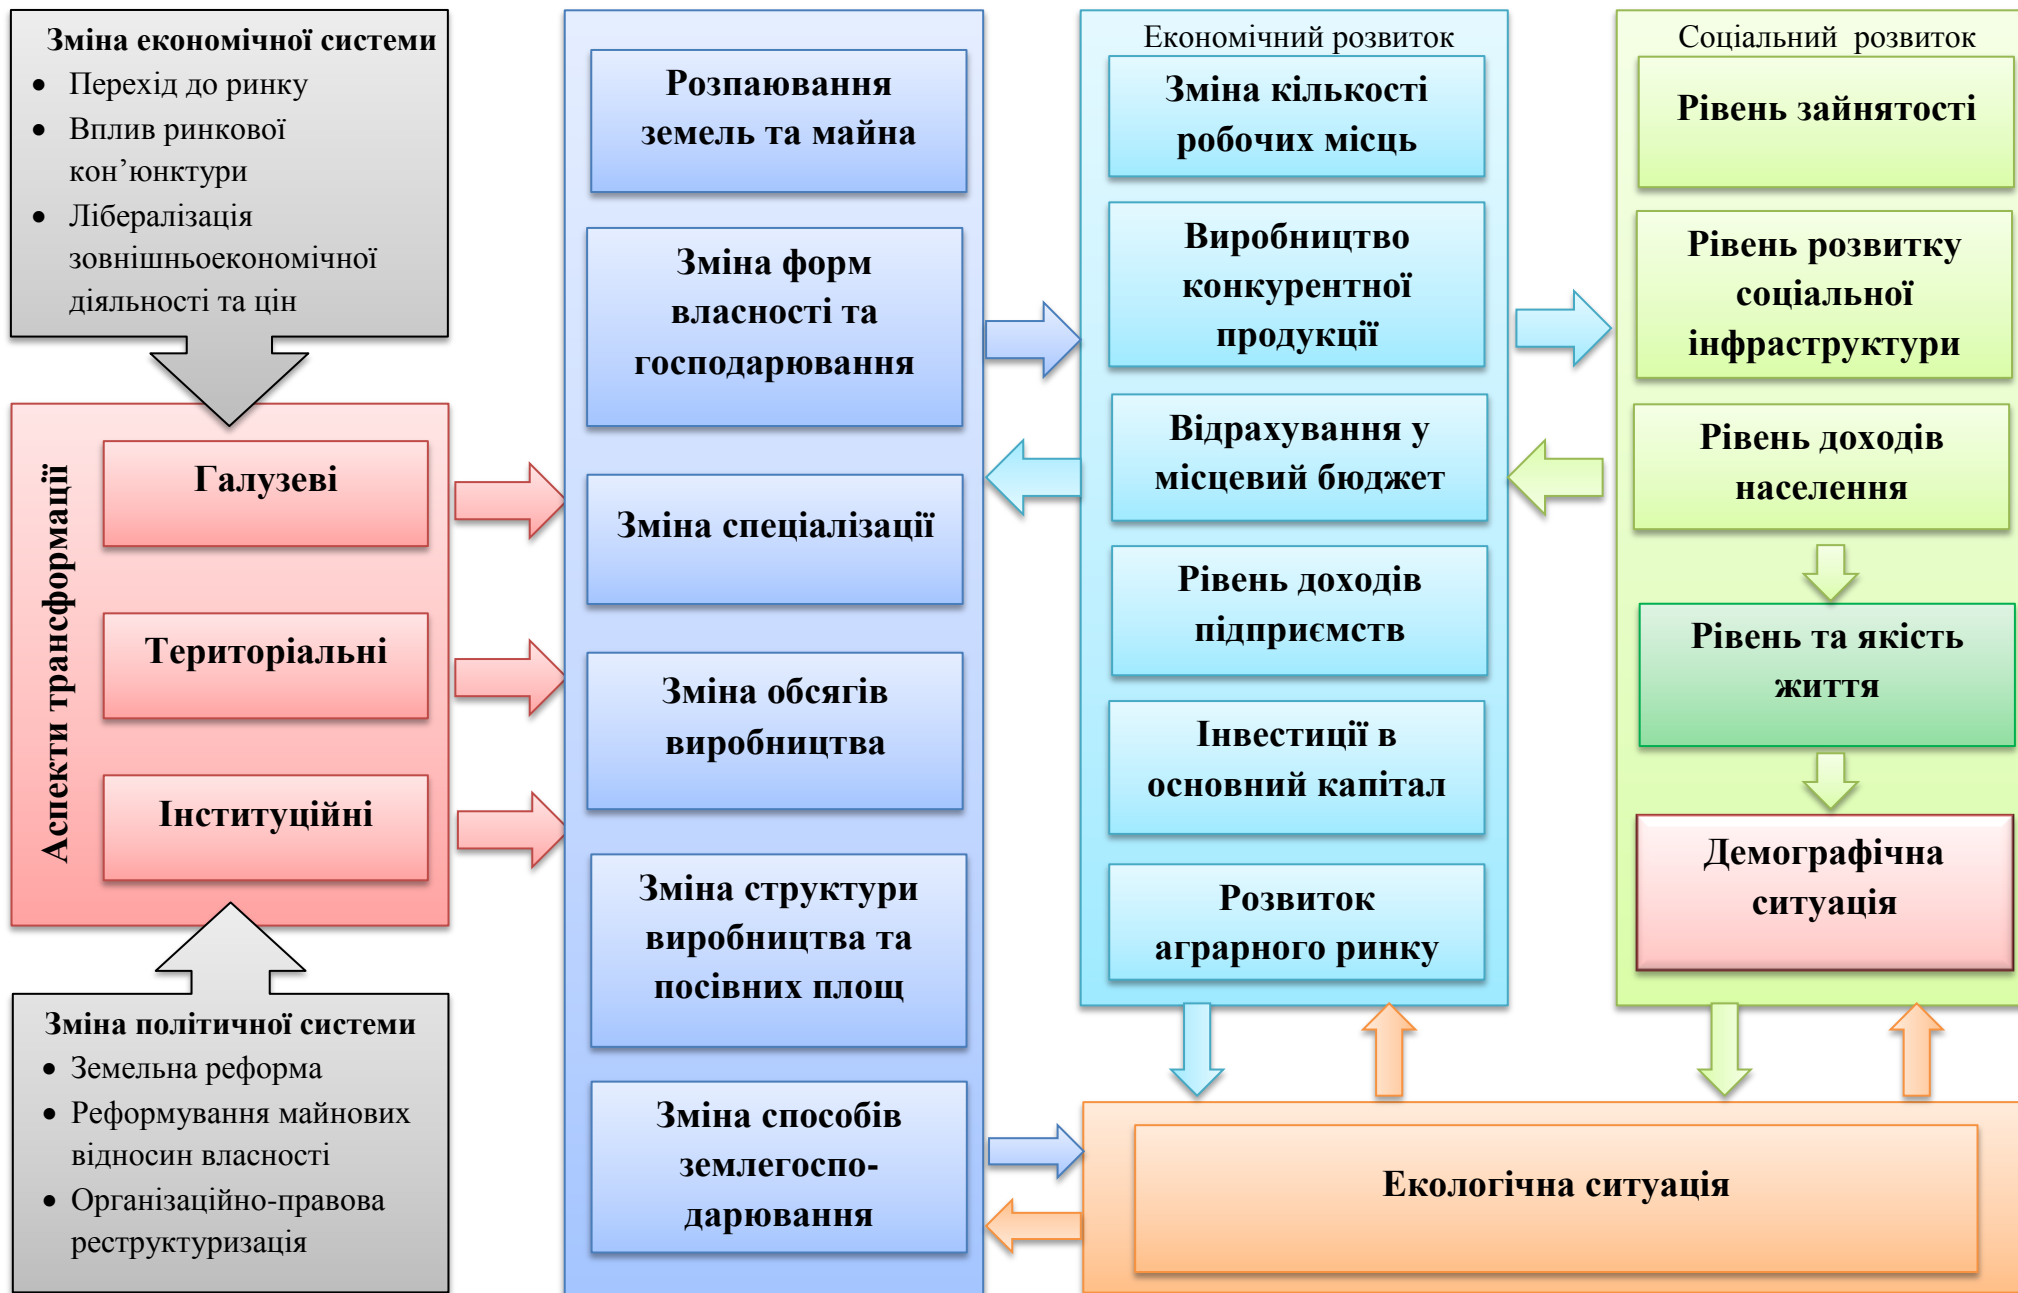 Зміна економічної системи
• Перехід до ринку
• Вплив ринкової
кон’юнктури
• Лібералізація
зовнішньоекономічної
діяльності та цін
Аспекти трансформації
Галузеві
Територіальні
Інституційні
Зміна політичної системи
• Земельна реформа
• Реформування майнових
відносин власності
• Організаційно-правова
реструктуризація
Розпаювання
земель та майна
Зміна форм
власності та
господарювання
Зміна спеціалізації
Зміна обсягів
виробництва
Зміна структури
виробництва та
посівних площ
Зміна способів
землегоспо-
дарювання
Економічний розвиток
Зміна кількості
робочих місць
Виробництво
конкурентної
продукції
Відрахування у
місцевий бюджет
Рівень доходів
підприємств
Інвестиції в
основний капітал
Розвиток
аграрного ринку
Соціальний розвиток
Рівень зайнятості
Рівень розвитку
соціальної
інфраструктури
Рівень доходів
населення
Рівень та якість
життя
Демографічна
ситуація
Екологічна ситуація